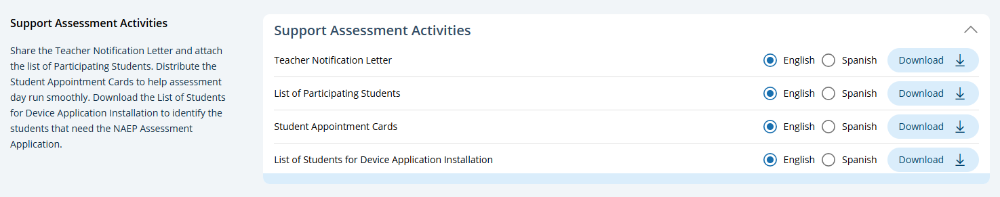 Support Assessment Activities
Share the Teacher Notification Letter and attach
the list of Participating Students. Distribute the
Student Appointment Cards to help assessment
day run smoothly. Download the List of Students
for Device Application Installation to identify the
students that need the NAEP Assessment
Application.
Support Assessment Activities
Teacher Notification Letter English Spanish Download
List of Participating Students English Spanish Download
Student Appointment Cards English Spanish Download
List of Students for Device Application Installation English Spanish Download